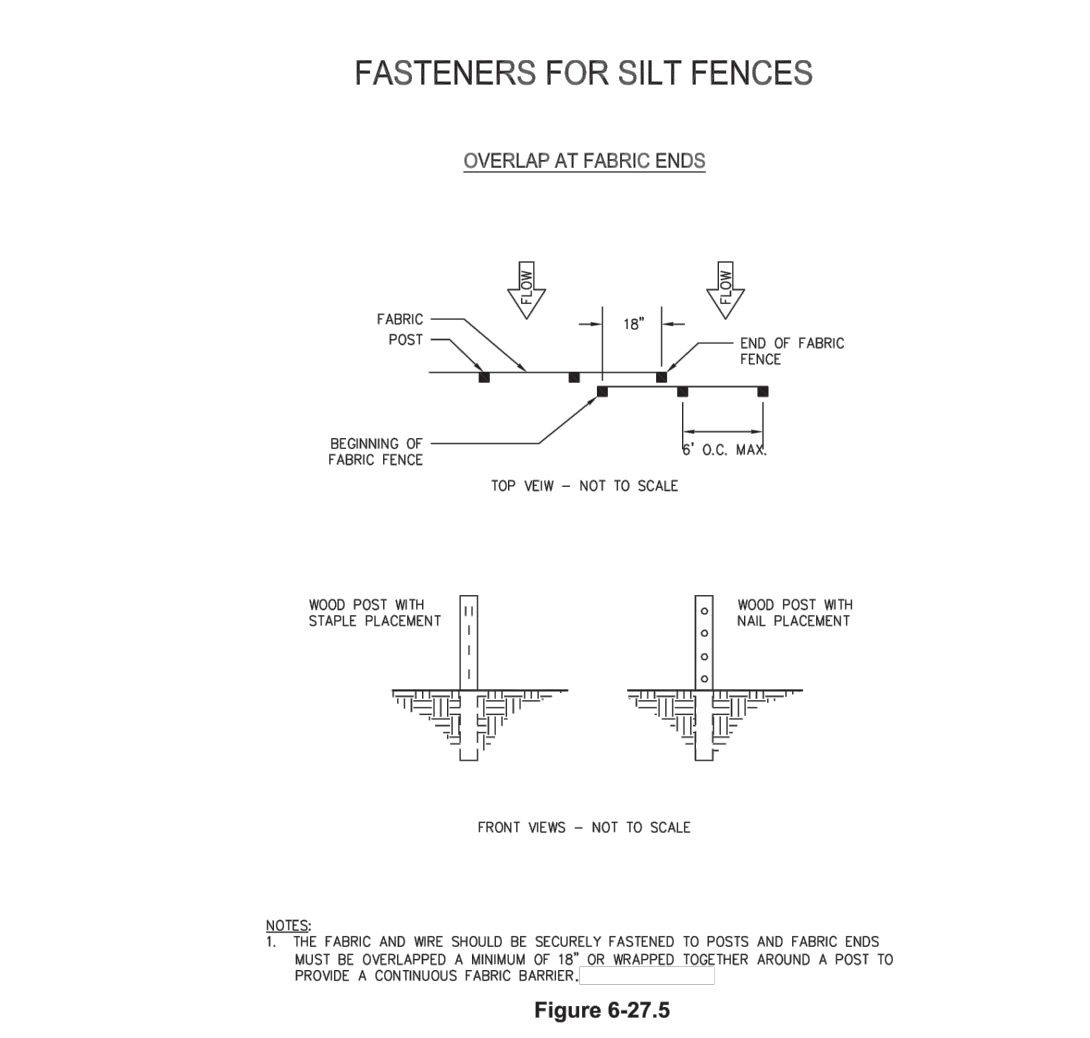 FASTENERS FOR SILT FENCES
OVERLAP AT FABRIC ENDS
FLOW
FLOW
FABRIC
18"
POST
END OF FABRIC
FENCE
BEGINNING OF
FABRIC FENCE
6' O.C. MAX.
TOP VEIW – NOT TO SCALE
WOOD POST WITH
STAPLE PLACEMENT
WOOD POST WITH
NAIL PLACEMENT
FRONT VIEWS – NOT TO SCALE
NOTES:
1. THE FABRIC AND WIRE SHOULD BE SECURELY FASTENED TO POSTS AND FABRIC ENDS
MUST BE OVERLAPPED A MINIMUM OF 18" OR WRAPPED TOGETHER AROUND A POST TO
PROVIDE A CONTINUOUS FABRIC BARRIER.
Figure 6-27.5